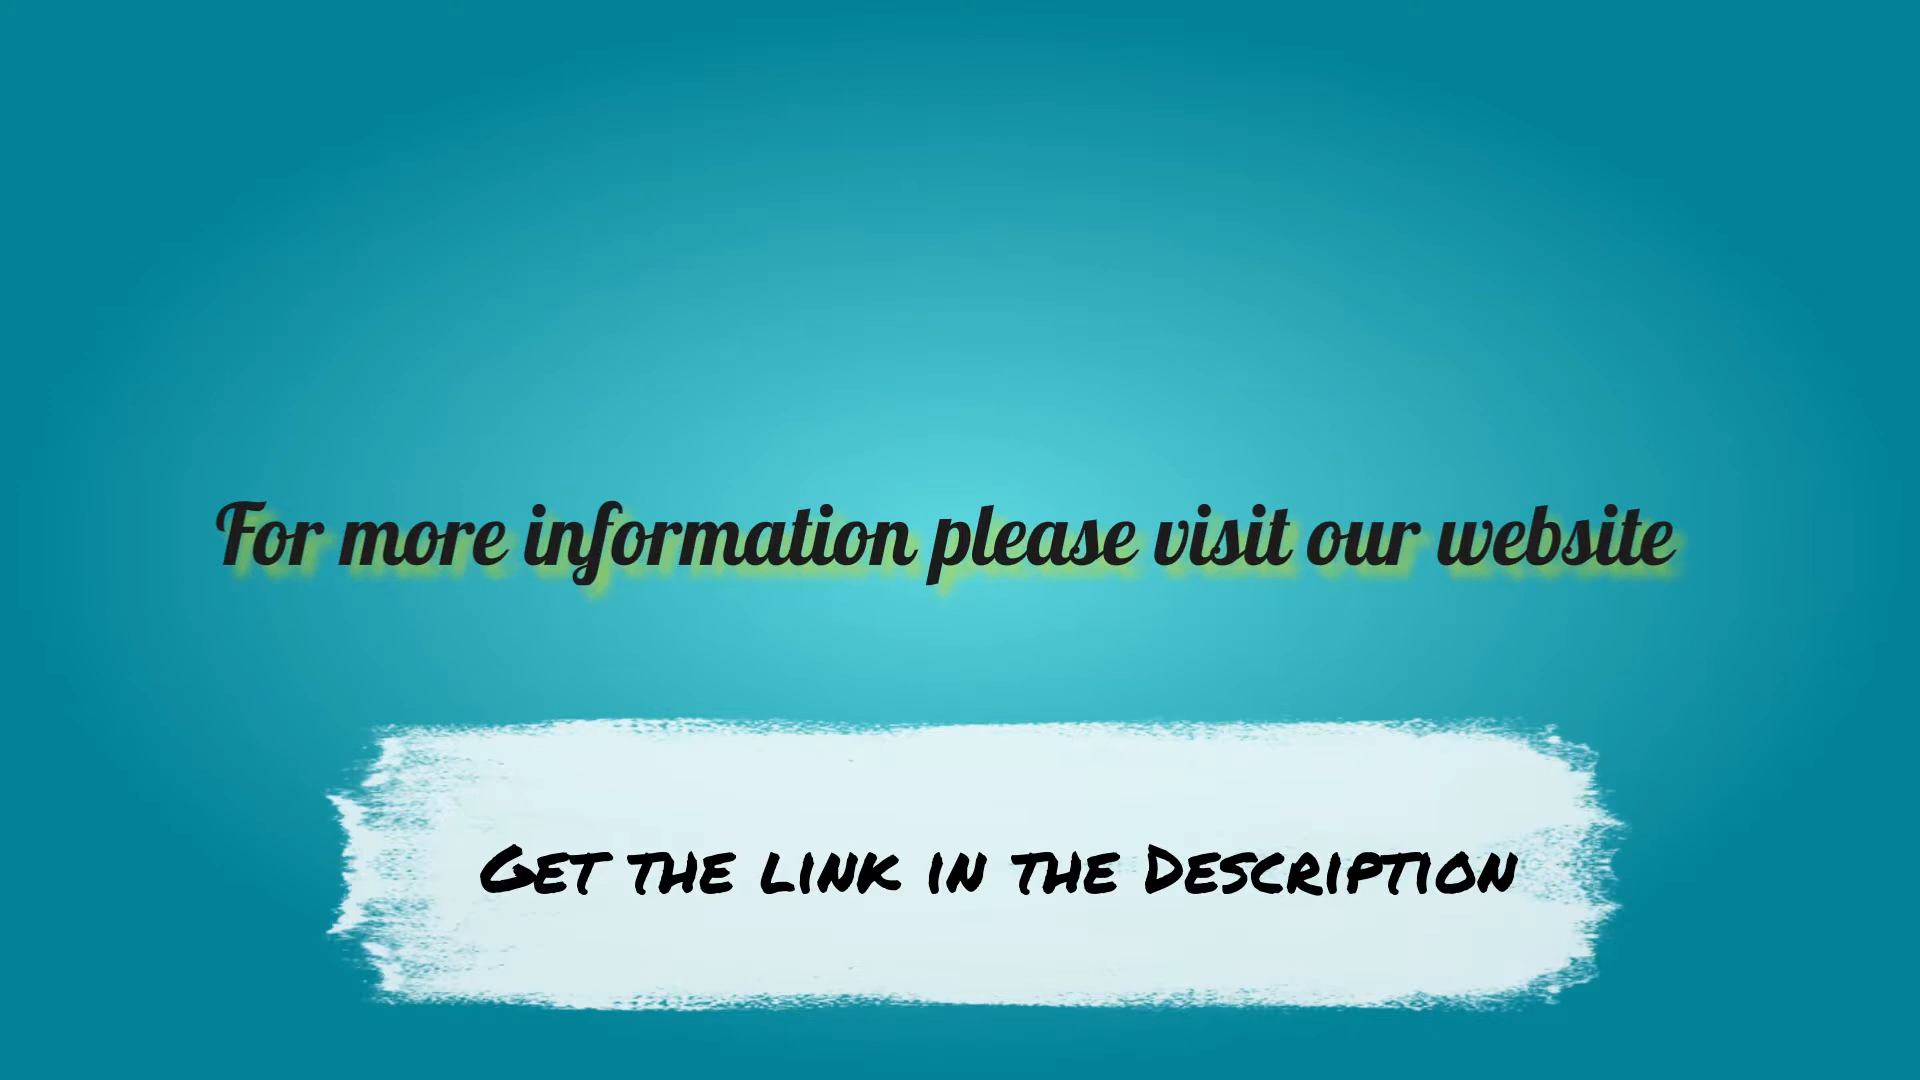 For more information please visit our website
Get the link in the Description